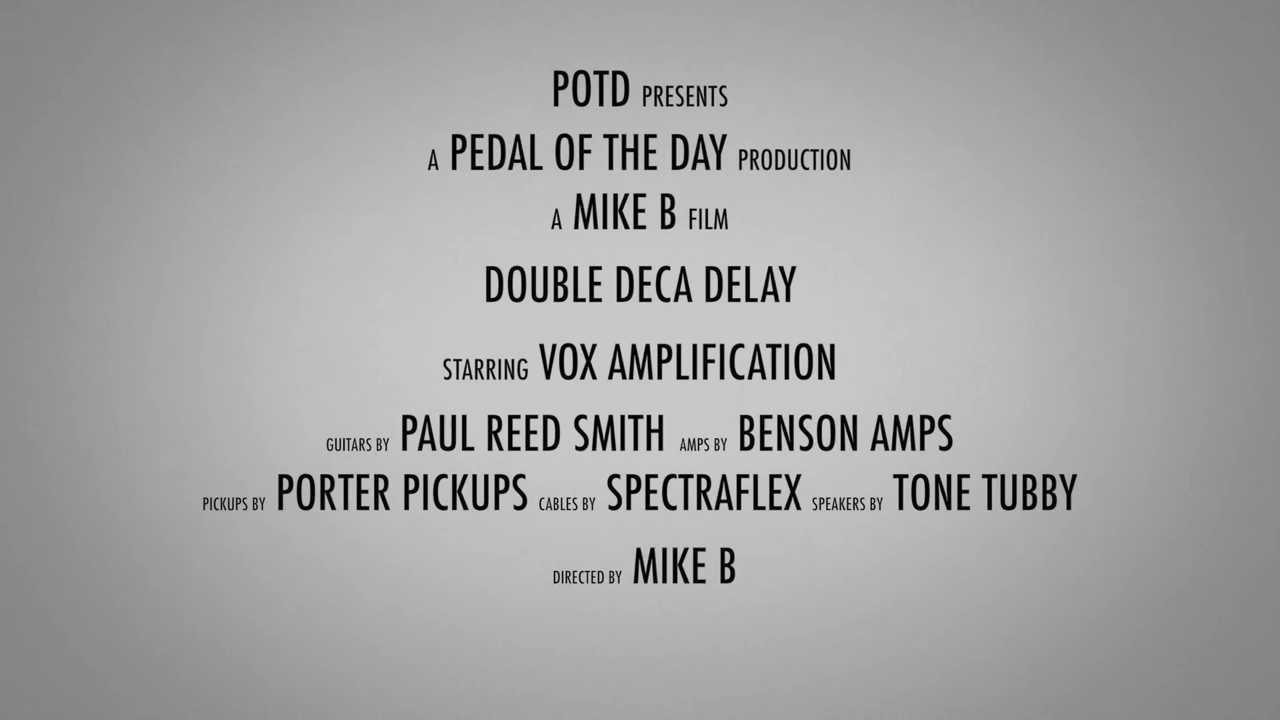 POTD PRESENTS
A PEDAL OF THE DAY PRODUCTION
A MIKE B FILM
DOUBLE DECA DELAY
STARRING VOX AMPLIFICATION
GUITARS BY PAUL REED SMITH AMPS BY BENSON AMPS
PICKUPS BY PORTER PICKUPS CABLES BY SPECTRAFLEX SPEAKERS BY TONE TUBBY
DIRECTED BY MIKE B